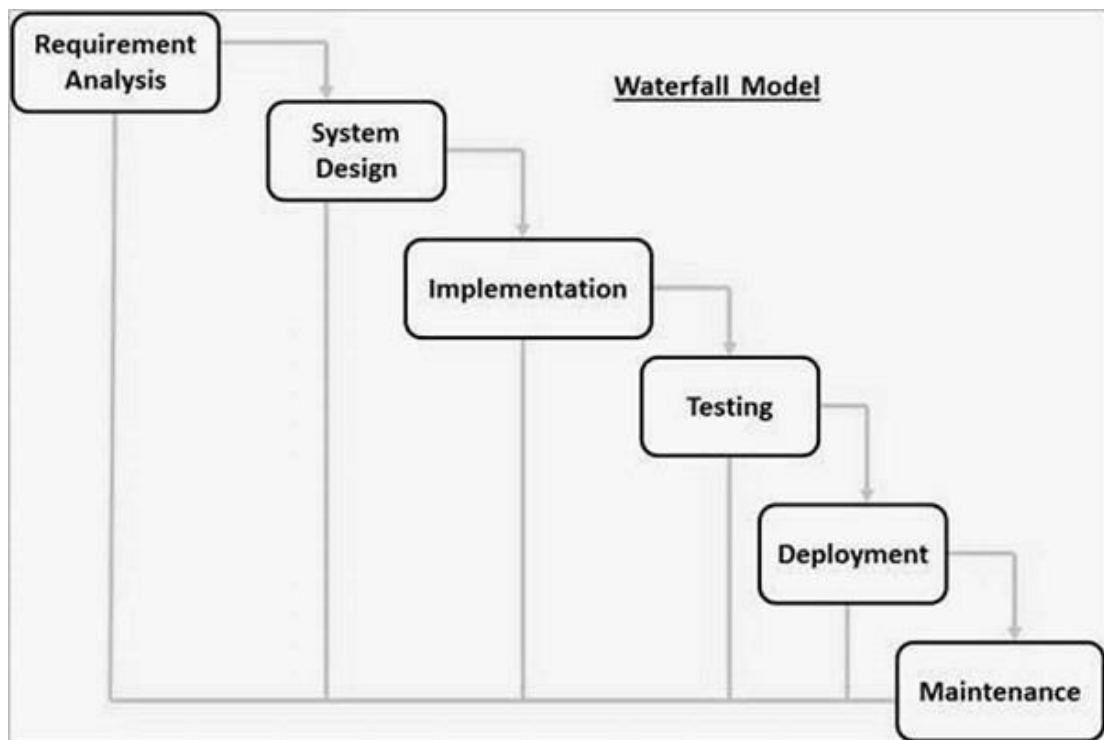 Requirement
Analysis
Waterfall Model
System
Design
Implementation
Testing
Deployment
Maintenance